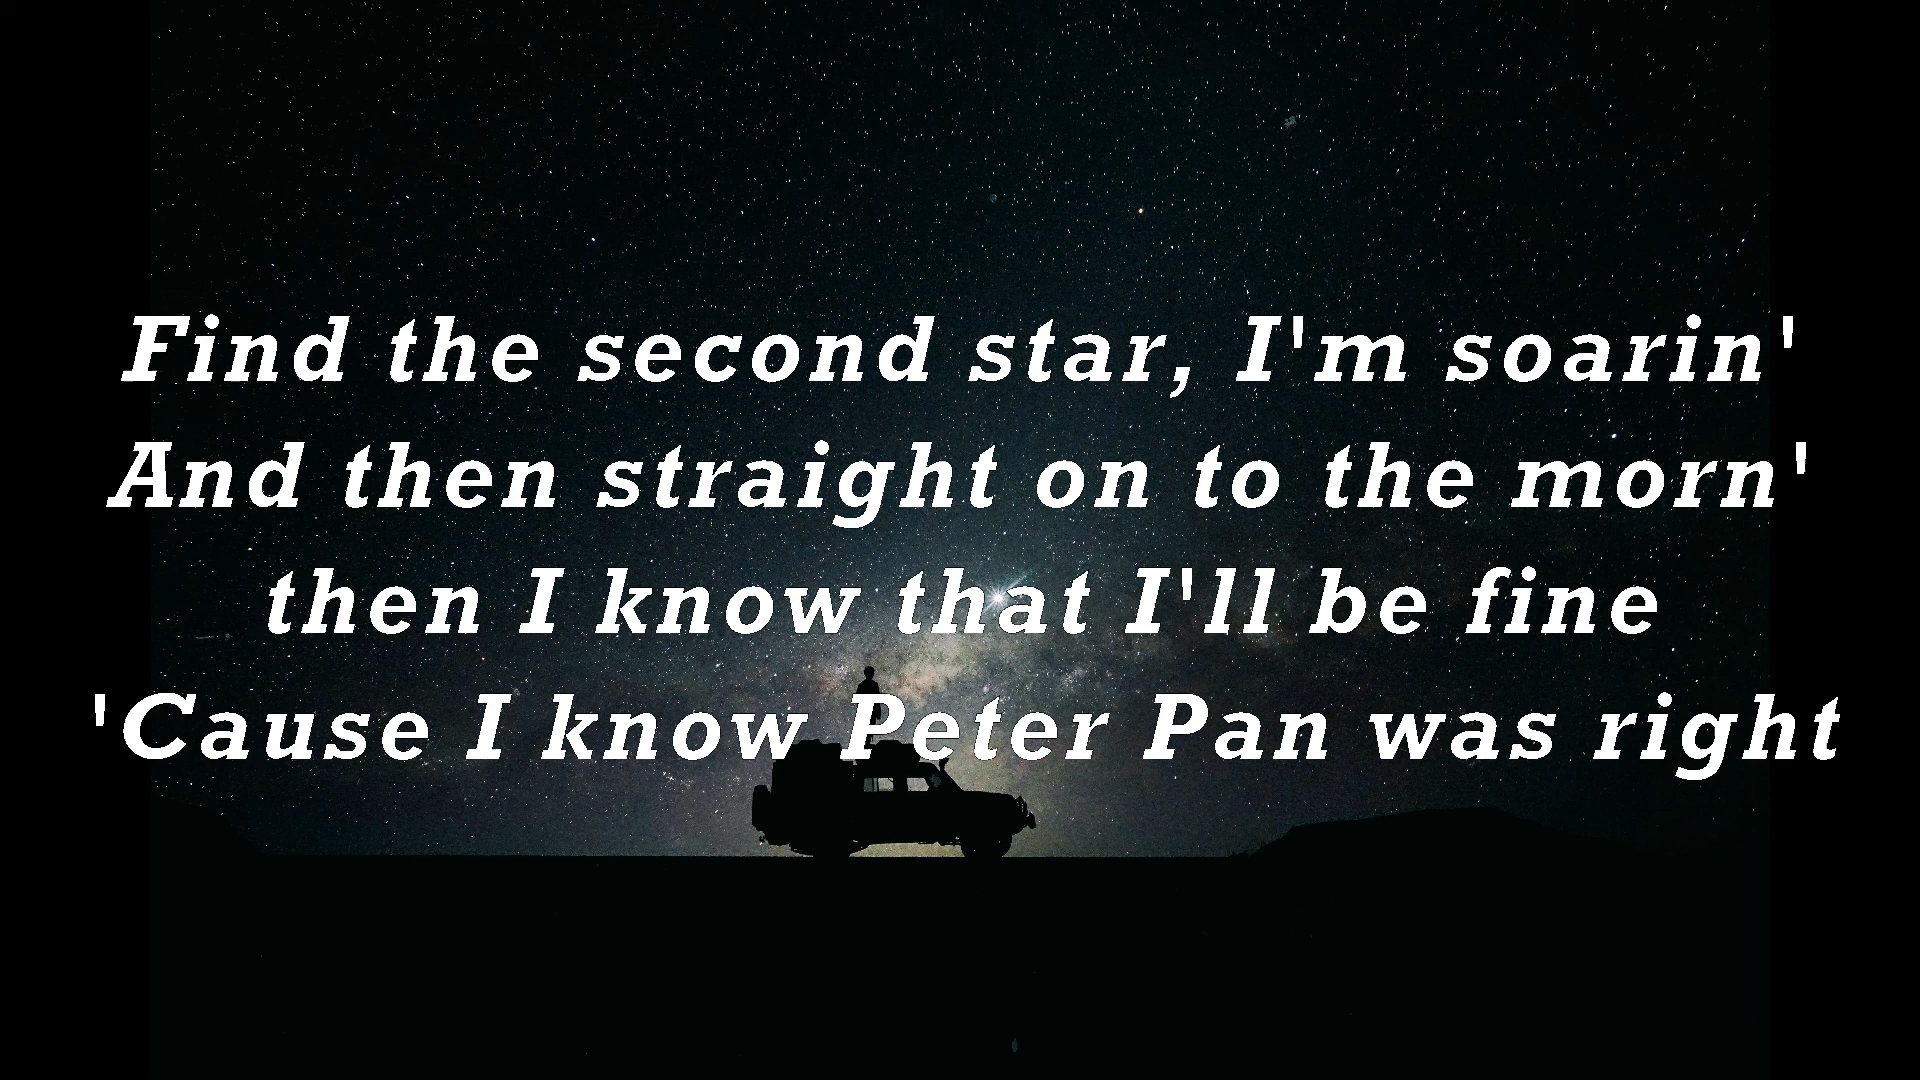 Find the second star, I'm soarin'
And then straight on to the morn'
then I know that I'll be fine
'Cause I know Peter Pan was right